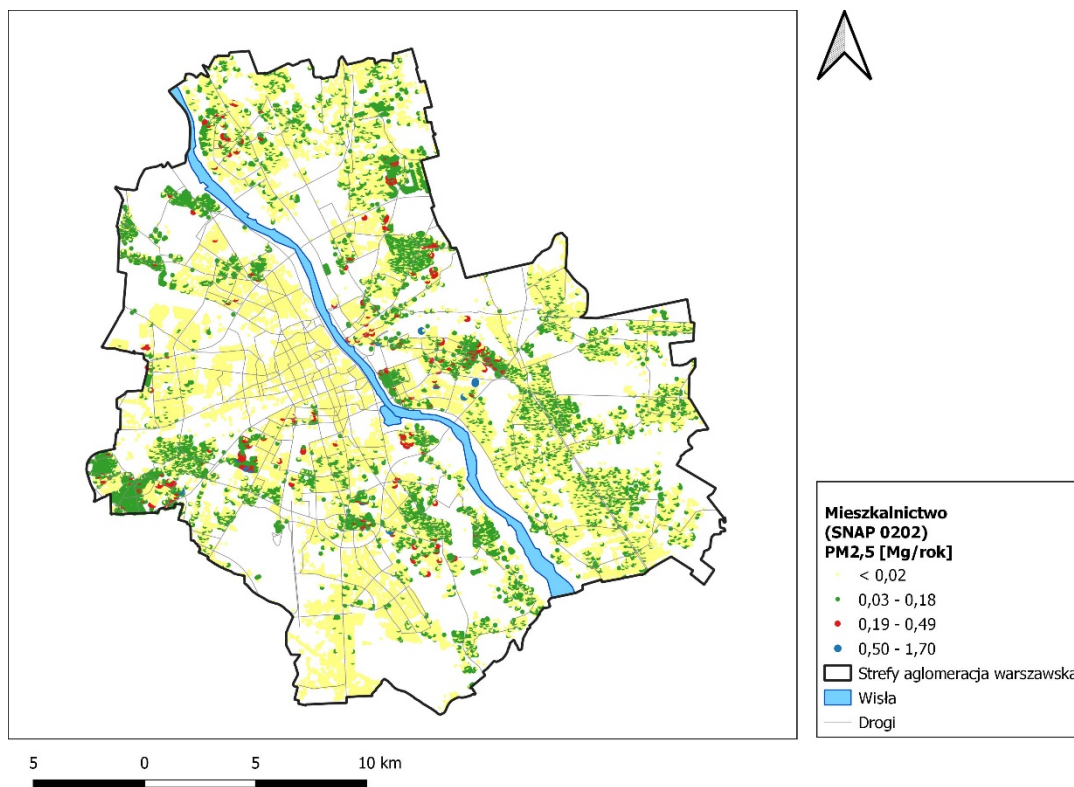 Mieszkalnictwo
(SNAP 0202)
PM2,5 [Mg/rok]
< 0,02
0,03 - 0,18
0,19 - 0,49
0,50 - 1,70
Strefy aglomeracja warszawska
Wisła
Drogi
5 0 5 10 km